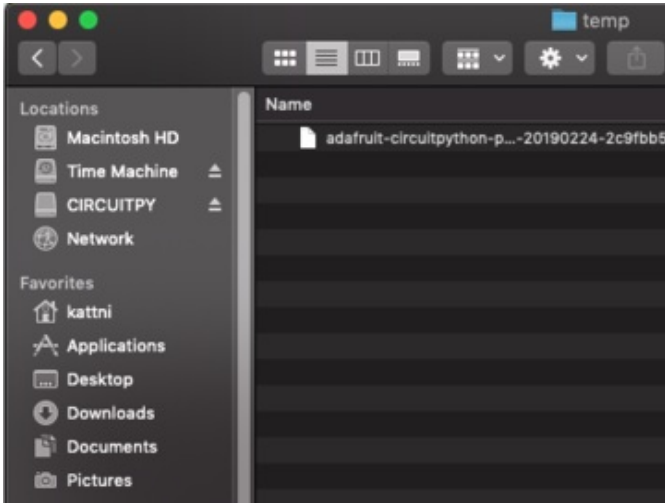 temp
Locations
Macintosh HD
Time Machine
CIRCUITPY
Network
Favorites
kattni
Applications
Desktop
Downloads
Documents
Pictures
Name
adafruit-circuitpython-p...-20190224-2c9fbb5